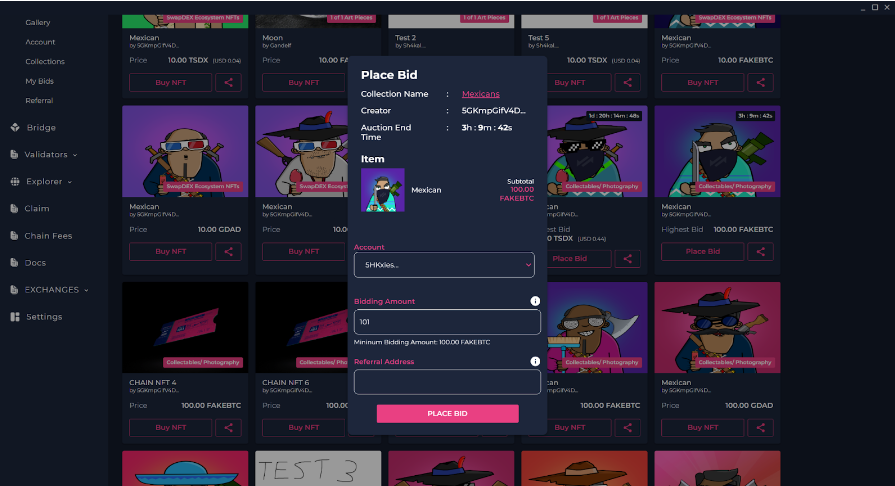 Gallery
Account
Collections
My Bids
Referral
Bridge
Validators
Explorer
Claim
Chain Fees
Docs
EXCHANGES
Settings
SwapDEX Ecosystem NFTs
1 of 1 Art Pieces
1 of 1 Art Pieces
1 of 1 Art Pieces
SwapDEX Ecosystem NFTs
Mexican
by 5GKmpGifV4D...
Price 10.00 TSDX (USD 0.04)
Buy NFT
Moon
by Gandelf
Price 10.00
Buy NFT
Test 2
by Sh4kal...
Test 5
by Sh4kal...
10.00 TSDX (USD 0.04)
Buy NFT
Mexican
by 5GKmpGifV4D...
Price 10.00 FAKEBTC
Buy NFT
Place Bid
Collection Name : Mexicans
Creator : 5GKmpGifV4D...
Auction End Time : 3h : 9m : 42s
Item
Mexican
Subtotal
100.00
FAKEBTC
Account
5HKxies...
Bidding Amount
101
Minimum Bidding Amount: 100.00 FAKEBTC
Referral Address
PLACE BID
SwapDEX Ecosystem NFTs
Mexican
by 5GKmpGifV4D...
Price 10.00 GDAD
Buy NFT
SwapDEX
Mexican
by 5GKmpGifV4D...
Price
Buy NFT
1d : 20h : 14m : 48s
Collectables/ Photography
TSDX (USD 0.44)
Place Bid
3h : 9m : 42s
Collectables/ Photography
Mexican
by 5GKmpGifV4D...
Highest Bid 100.00 FAKEBTC
Place Bid
Collectables/ Photography
CHAIN NFT 4
by 5GKmpGifV4D...
Price 100.00 FAKEBTC
Buy NFT
CHAIN NFT 6
by 5GKmpGifV4D...
Price 100.00
Buy NFT
Collectables/ Photography
100.00 FAKEBTC
Buy NFT
Collectables/ Photography
Mexican
by 5GKmpGifV4D...
Price 100.00 GDAD
Buy NFT
TEST 3